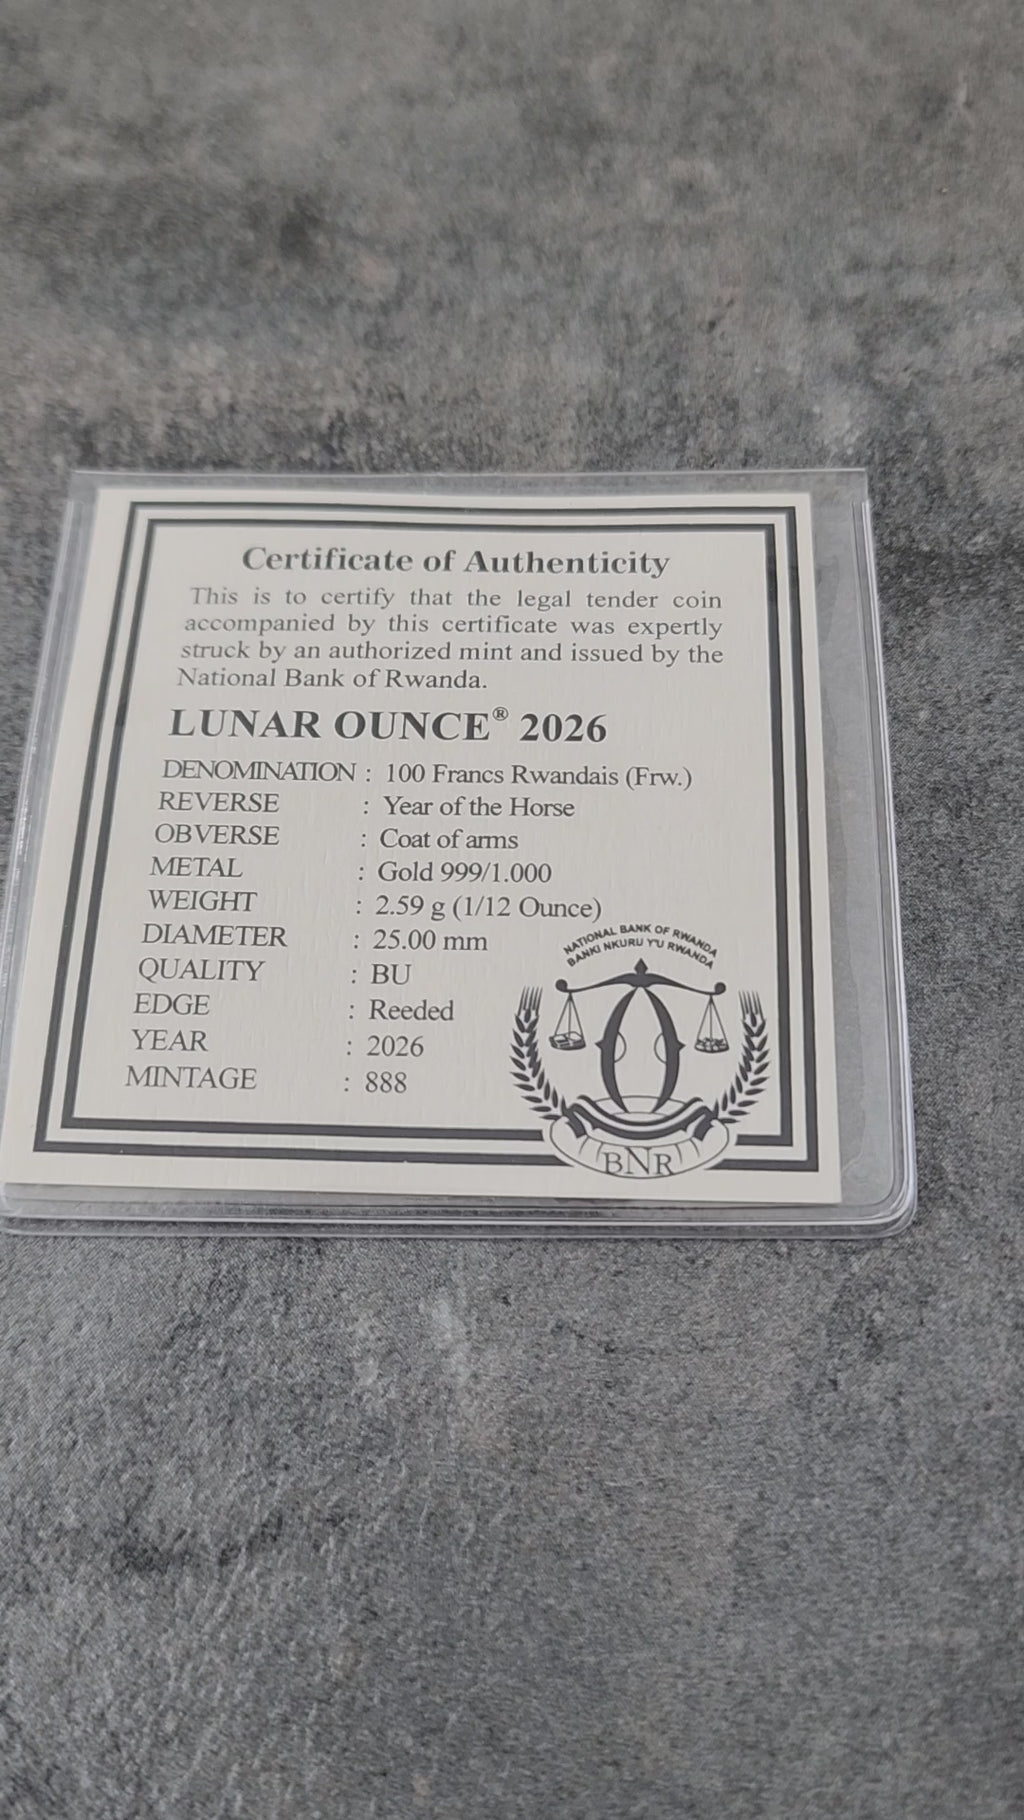 Certificate of Authenticity
This is to certify that the legal tender coin
accompanied by this certificate was expertly
struck by an authorized mint and issued by the
National Bank of Rwanda.
LUNAR OUNCE® 2026
DENOMINATION : 100 Francs Rwandais (Frw.)
REVERSE : Year of the Horse
OBVERSE : Coat of arms
METAL : Gold 999/1.000
WEIGHT : 2.59 g (1/12 Ounce)
DIAMETER : 25.00 mm
QUALITY : BU
EDGE : Reeded
YEAR : 2026
MINTAGE : 888
NATIONAL BANK OF RWANDA
BANKI NKURU Y'U RWANDA
BNR